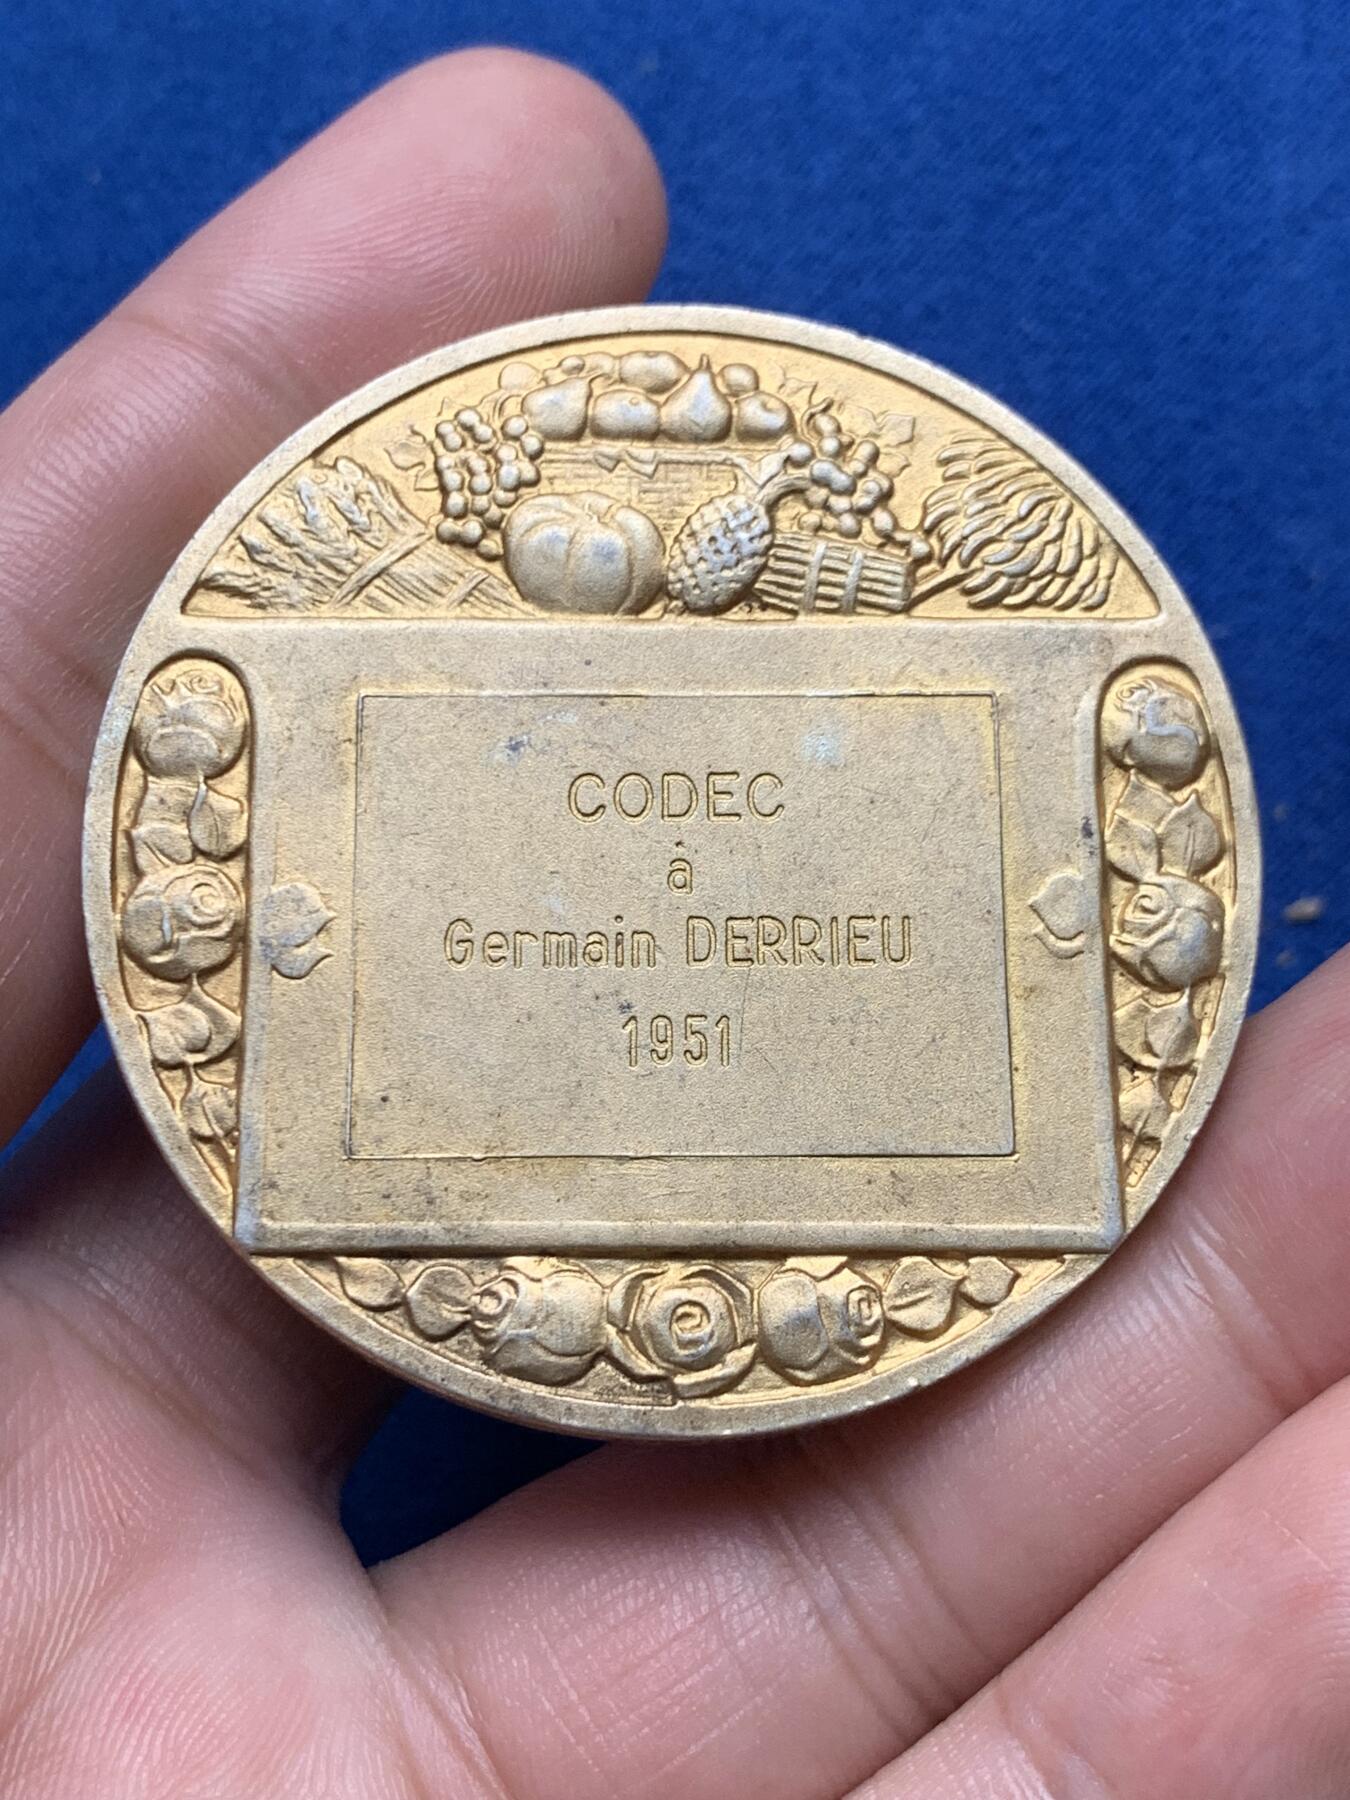 CODEC
à
Germain DERRIEU
1951